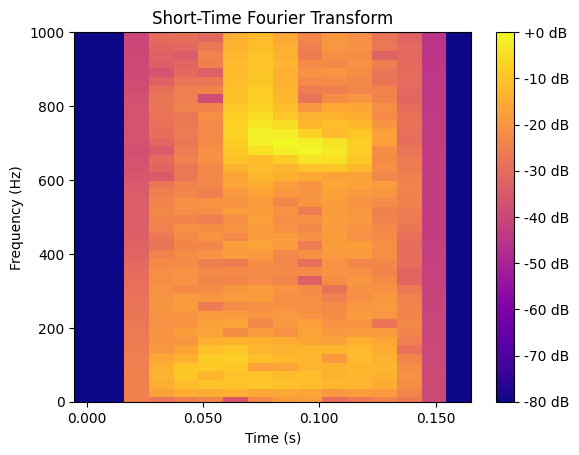 Short-Time Fourier Transform
1000
800
600
400
200
0
Frequency (Hz)
0.000
0.050
0.100
0.150
Time (s)
+0 dB
-10 dB
-20 dB
-30 dB
-40 dB
-50 dB
-60 dB
-70 dB
-80 dB